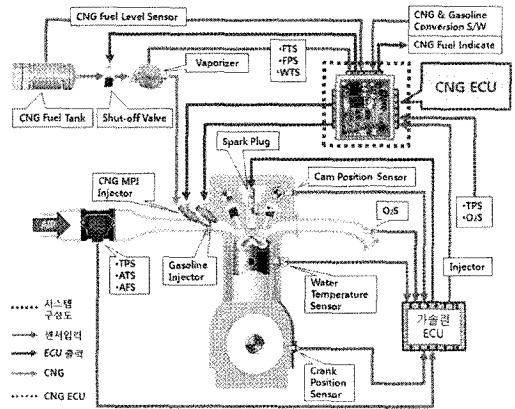 CNG fuel Level Sensor
CNG & Gasoline
Conversion S/W
CNG Fuel Indicate
•FTS
•FPS
•WTS
Vaporizer
CNG ECU
CNG Fuel Tank
Shut-off Valve
Spark Plug
CNG MPI
Injector
Cam Position Sensor
O₂S
•TPS
•O₂S
Gasoline
Injector
•TPS
•ATS
•AFS
Water
Temperature
Sensor
Injector
가솔린
ECU
Crank
Position
Sensor
시스템
구성도
센서입력
ECU 출력
CNG
CNG ECU